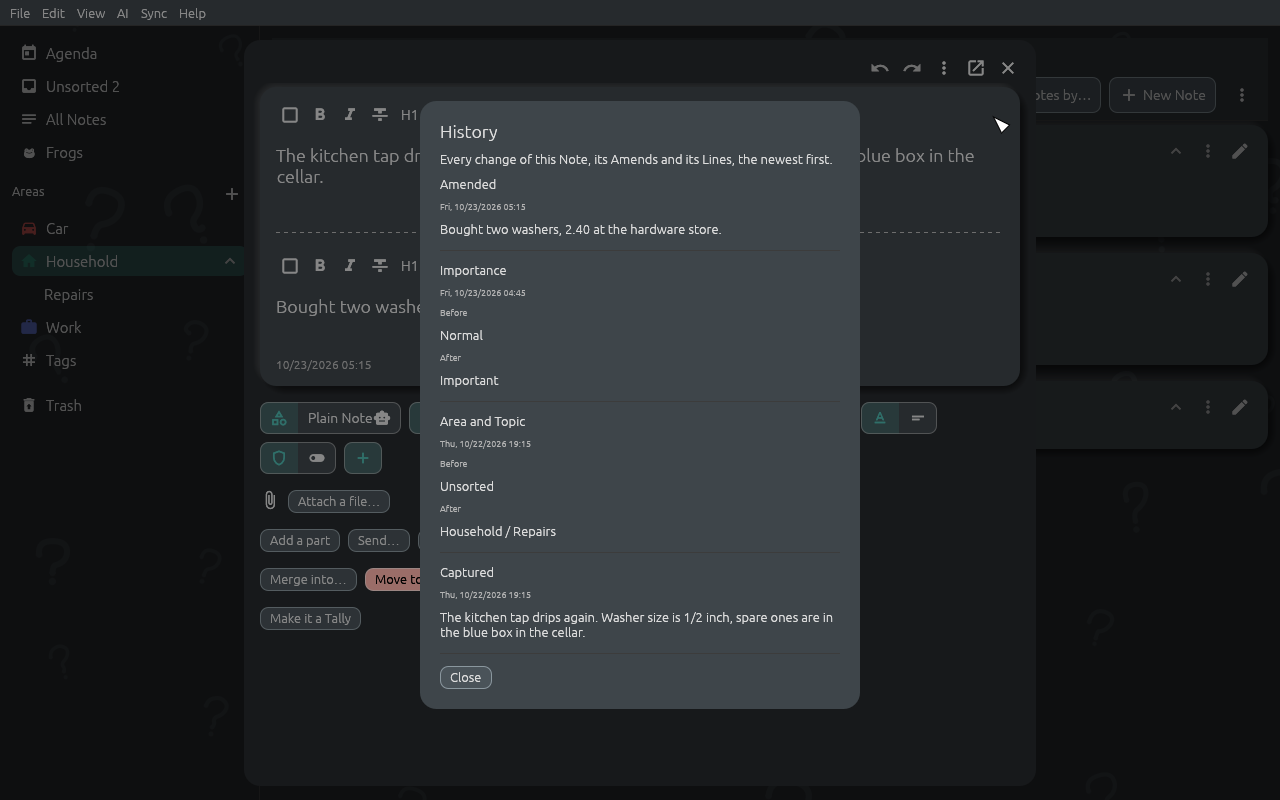 File Edit View AI Sync Help
Agenda
Unsorted 2
All Notes
Frogs
Areas
Car
Household
Repairs
Work
Tags
Trash
New Note
H1
The kitchen tap
blue box in the
cellar.
H1
Bought two
10/23/2026 05:15
Plain Note
Attach a file…
Add a part
Send…
Merge into…
Move
Make it a Tally
History
Every change of this Note, its Amends and its Lines, the newest first.
Amended
Fri, 10/23/2026 05:15
Bought two washers, 2.40 at the hardware store.
Importance
Fri, 10/23/2026 04:45
Before
Normal
After
Important
Area and Topic
Thu, 10/22/2026 19:15
Before
Unsorted
After
Household / Repairs
Captured
Thu, 10/22/2026 19:15
The kitchen tap drips again. Washer size is 1/2 inch, spare ones are in
the blue box in the cellar.
Close